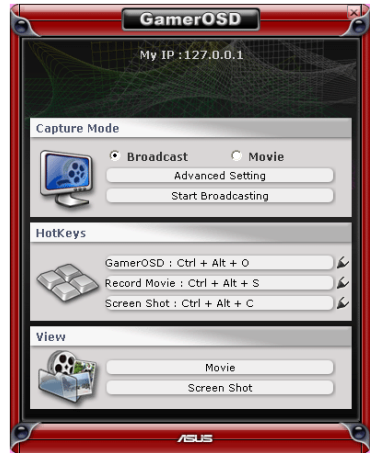 GamerOSD
My IP :127.0.0.1
Capture Mode
Broadcast Movie
Advanced Setting
Start Broadcasting
HotKeys
GamerOSD : Ctrl + Alt + O
Record Movie : Ctrl + Alt + S
Screen Shot : Ctrl + Alt + C
View
Movie
Screen Shot
ASUS